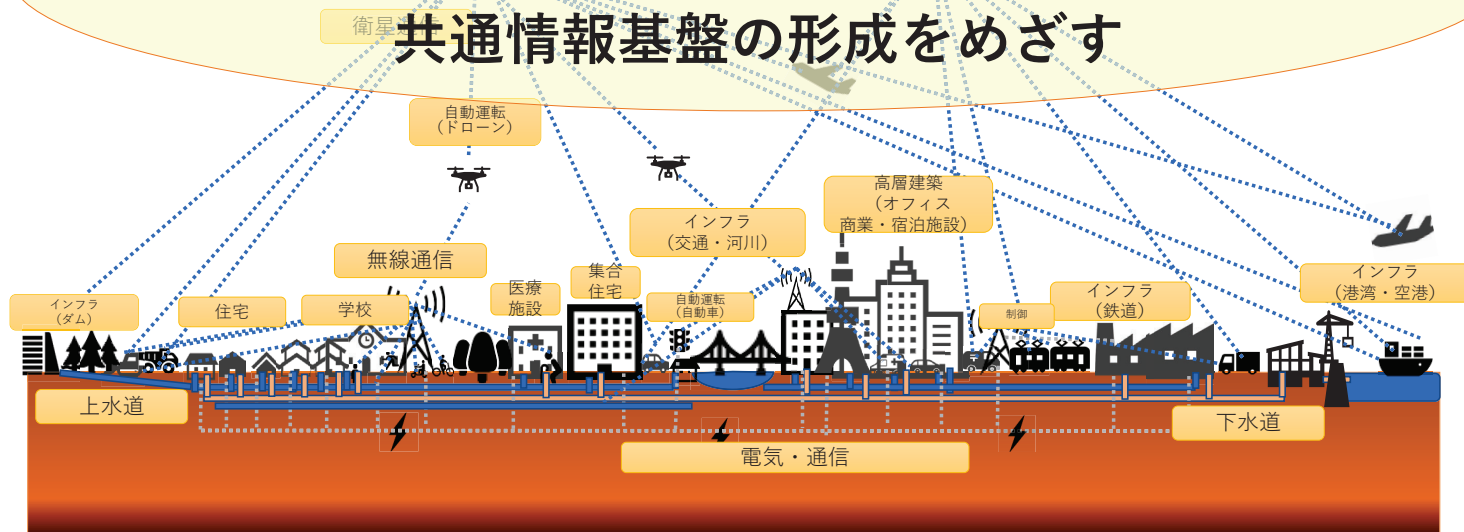 衛星通信
共通情報基盤の形成をめざす
自動運転
（ドローン）
高層建築
（オフィス
商業・宿泊施設）
インフラ
（交通・河川）
無線通信
集合
住宅
医療
施設
インフラ
（港湾・空港）
インフラ
（ダム）
住宅
学校
自動運転
（自動車）
制御
インフラ
（鉄道）
上水道
下水道
電気・通信